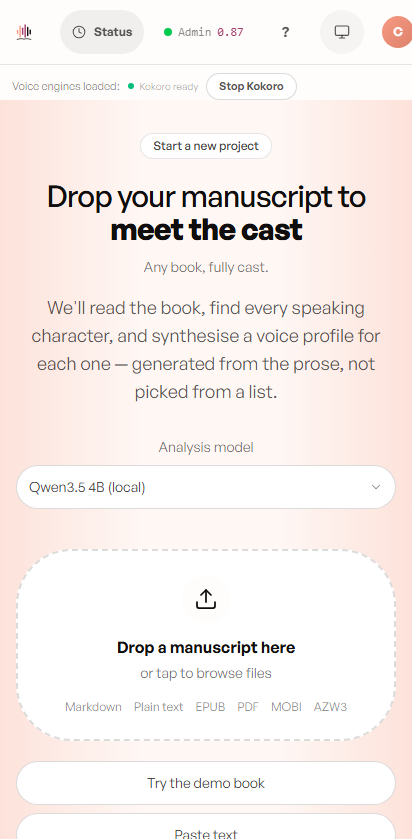 Status
Admin 0.87
?
C
Voice engines loaded: Kokoro ready Stop Kokoro
Start a new project
Drop your manuscript to
meet the cast
Any book, fully cast.
We'll read the book, find every speaking
character, and synthesise a voice profile for
each one — generated from the prose, not
picked from a list.
Analysis model
Qwen3.5 4B (local)
Drop a manuscript here
or tap to browse files
Markdown Plain text EPUB PDF MOBI AZW3
Try the demo book
Paste text